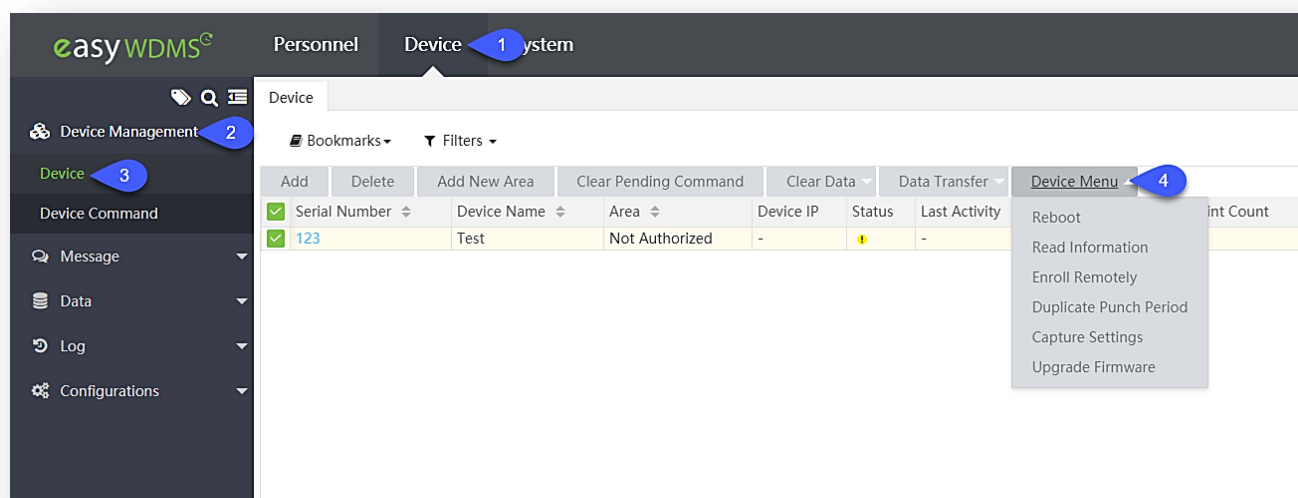 easy WDMS
Personnel Device 1 ystem
Device
Device Management 2
Bookmarks Filters
Device 3
Add Delete Add New Area Clear Pending Command Clear Data Data Transfer Device Menu 4
Device Command
Serial Number Device Name Area Device IP Status Last Activity int Count
123 Test Not Authorized - -
Reboot
Read Information
Enroll Remotely
Duplicate Punch Period
Capture Settings
Upgrade Firmware
Message
Data
Log
Configurations